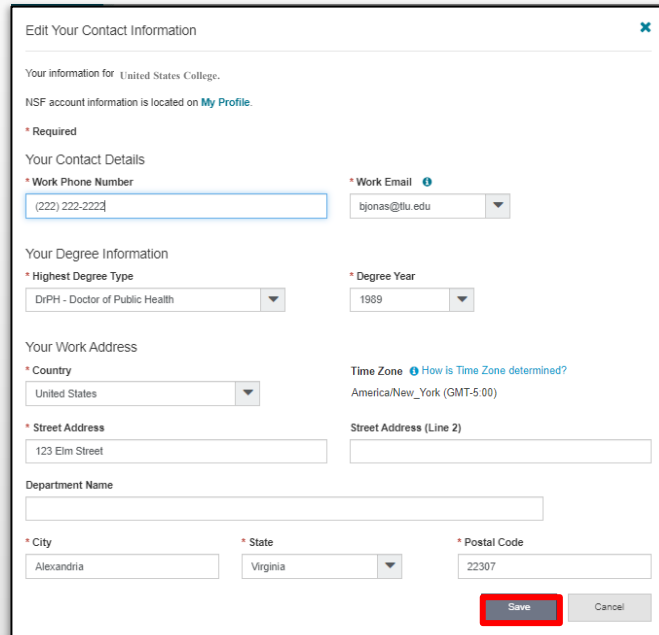 Edit Your Contact Information
Your information for United States College.
NSF account information is located on My Profile.
* Required
Your Contact Details
* Work Phone Number * Work Email
(222) 222-2222 bjonas@tlu.edu
Your Degree Information
* Highest Degree Type * Degree Year
DrPH - Doctor of Public Health 1989
Your Work Address
* Country Time Zone How is Time Zone determined?
United States America/New_York (GMT-5:00)
* Street Address Street Address (Line 2)
123 Elm Street
Department Name
* City * State * Postal Code
Alexandria Virginia 22307
Save Cancel